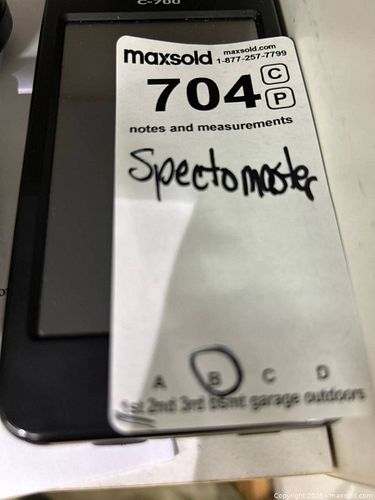 C-700
maxsold maxsold.com
1-877-257-7799
704 C
P
notes and measurements
Spectomaster
A B C D
1st 2nd 3rd bsmt garage outdoors
Copyright 2025 - maxsold.com